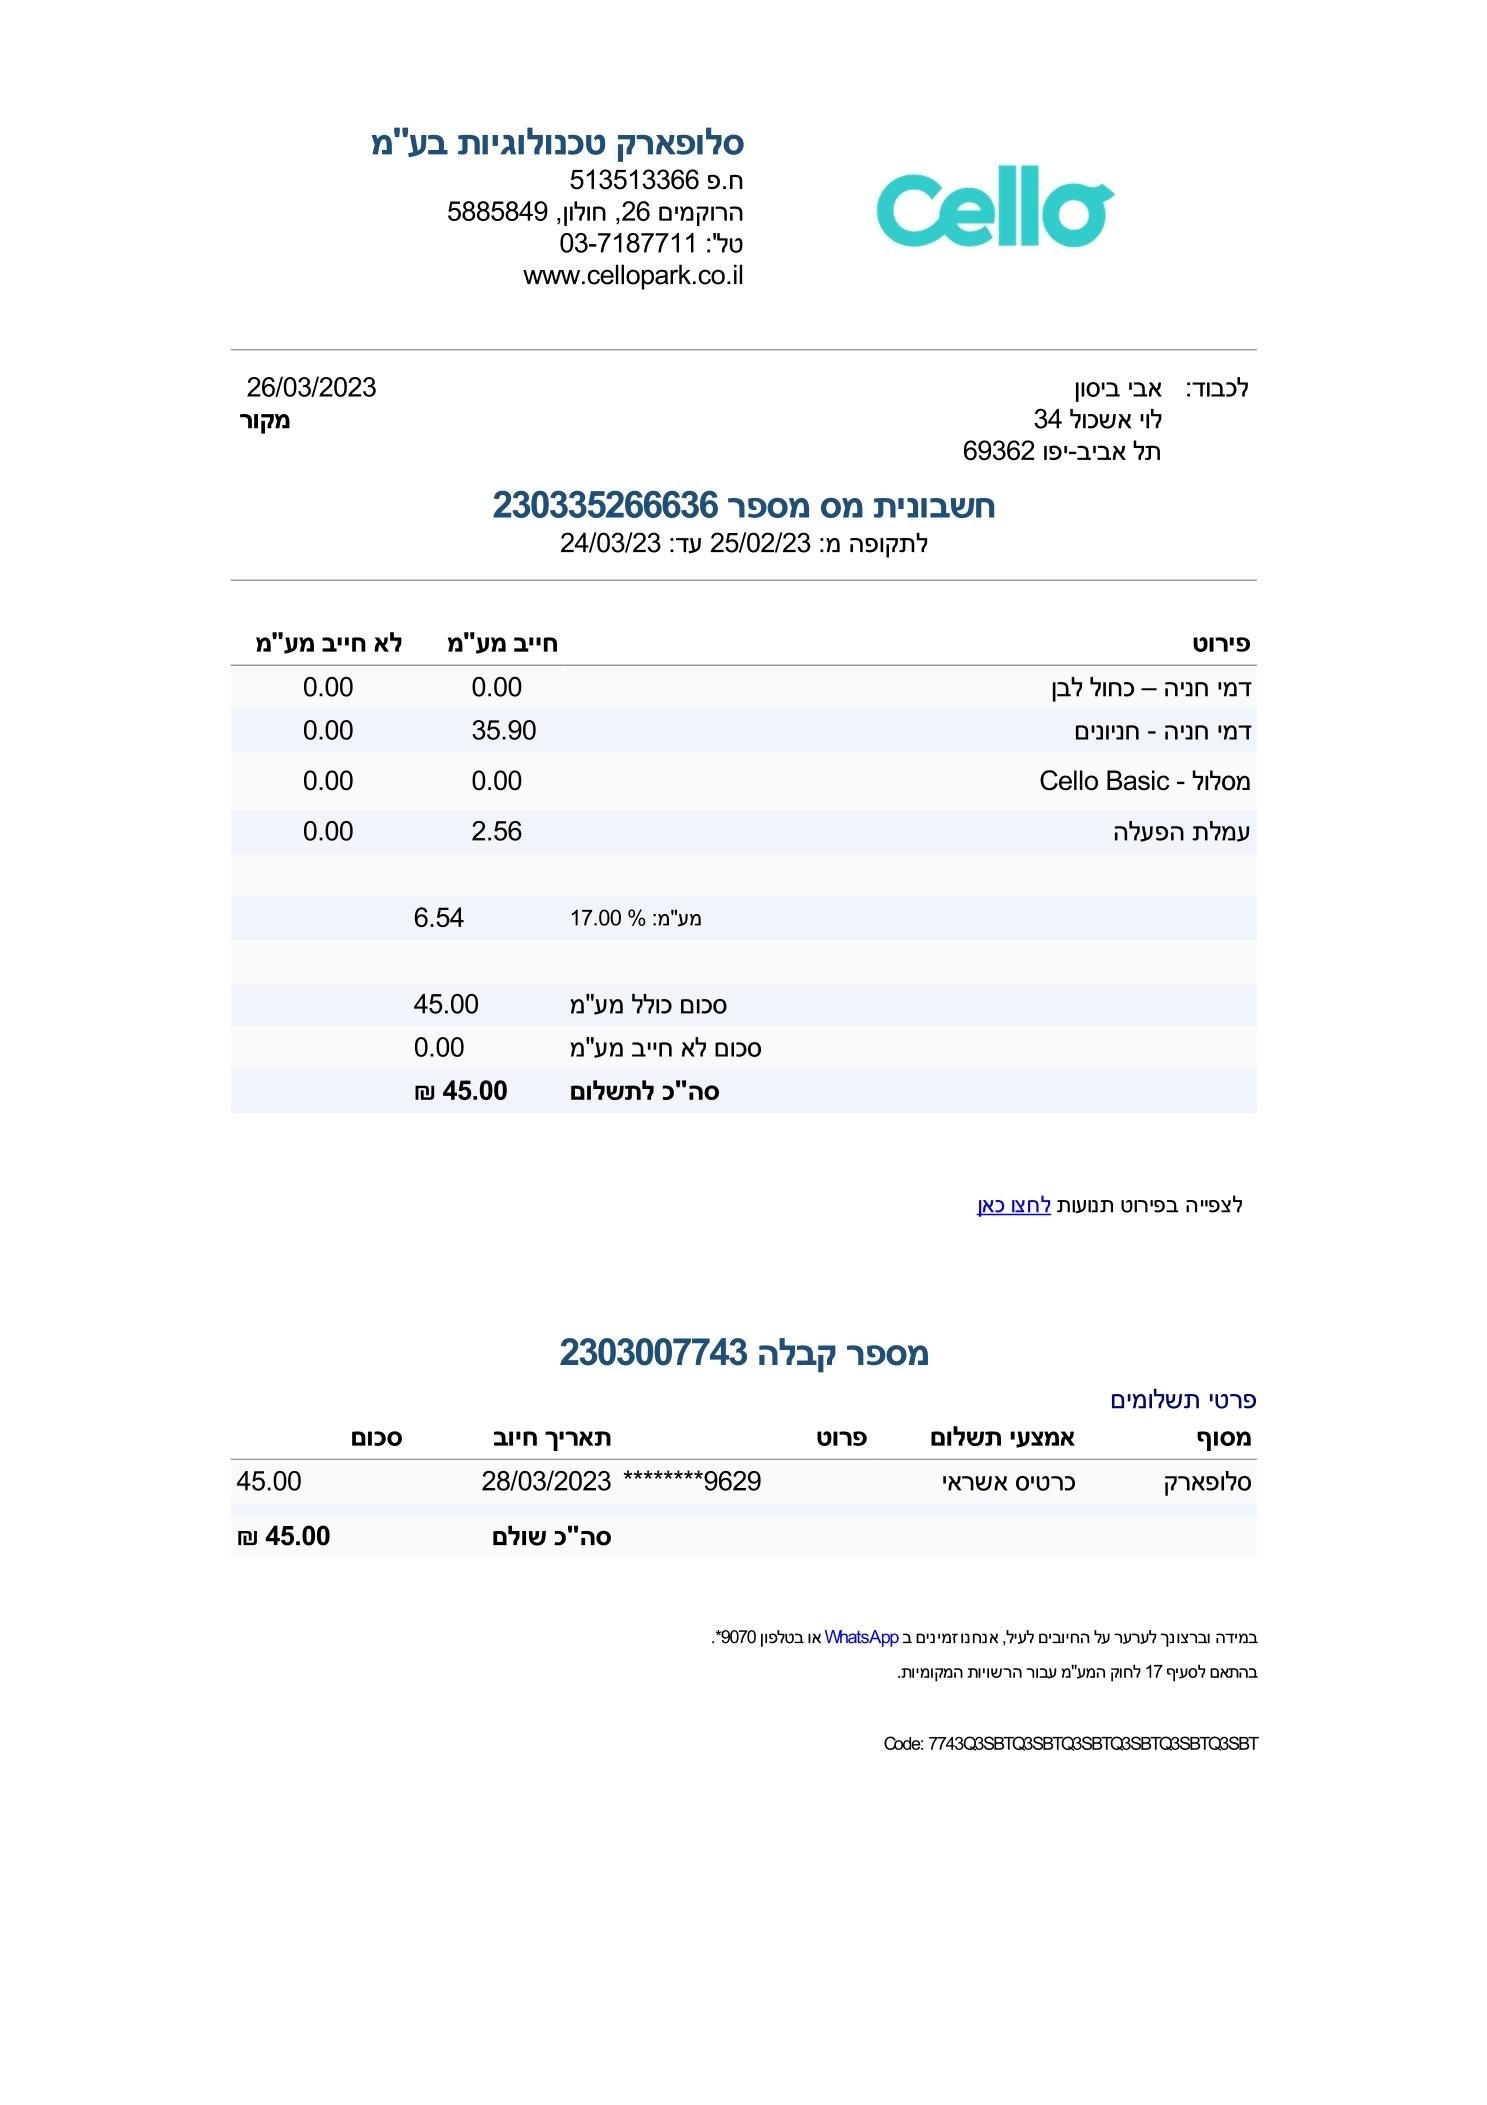 Cello
סלופארק טכנולוגיות בע"מ
ח.פ 513513366
הרוקמים 26, חולון, 5885849
טל': 03-7187711
www.cellopark.co.il
לכבוד: אבי ביסון 26/03/2023
לוי אשכול 34 מקור
תל אביב-יפו 69362
חשבונית מס מספר 230335266636
לתקופה מ: 25/02/23 עד: 24/03/23
פירוט חייב מע"מ לא חייב מע"מ
דמי חניה – כחול לבן 0.00 0.00
דמי חניה - חניונים 35.90 0.00
מסלול - Cello Basic 0.00 0.00
עמלת הפעלה 2.56 0.00
מע"מ: % 17.00 6.54
סכום כולל מע"מ 45.00
סכום לא חייב מע"מ 0.00
סה"כ לתשלום 45.00 ₪
לצפייה בפירוט תנועות לחצו כאן
מספר קבלה 2303007743
פרטי תשלומים
מסוף אמצעי תשלום פרוט תאריך חיוב סכום
סלופארק כרטיס אשראי ********9629 28/03/2023 45.00
סה"כ שולם 45.00 ₪
במידה וברצונך לערער על החיובים לעיל, אנחנו זמינים ב WhatsApp או בטלפון 9070*.
בהתאם לסעיף 17 לחוק המע"מ עבור הרשויות המקומיות.
Code: 7743Q3SBTQ3SBTQ3SBTQ3SBTQ3SBTQ3SBT